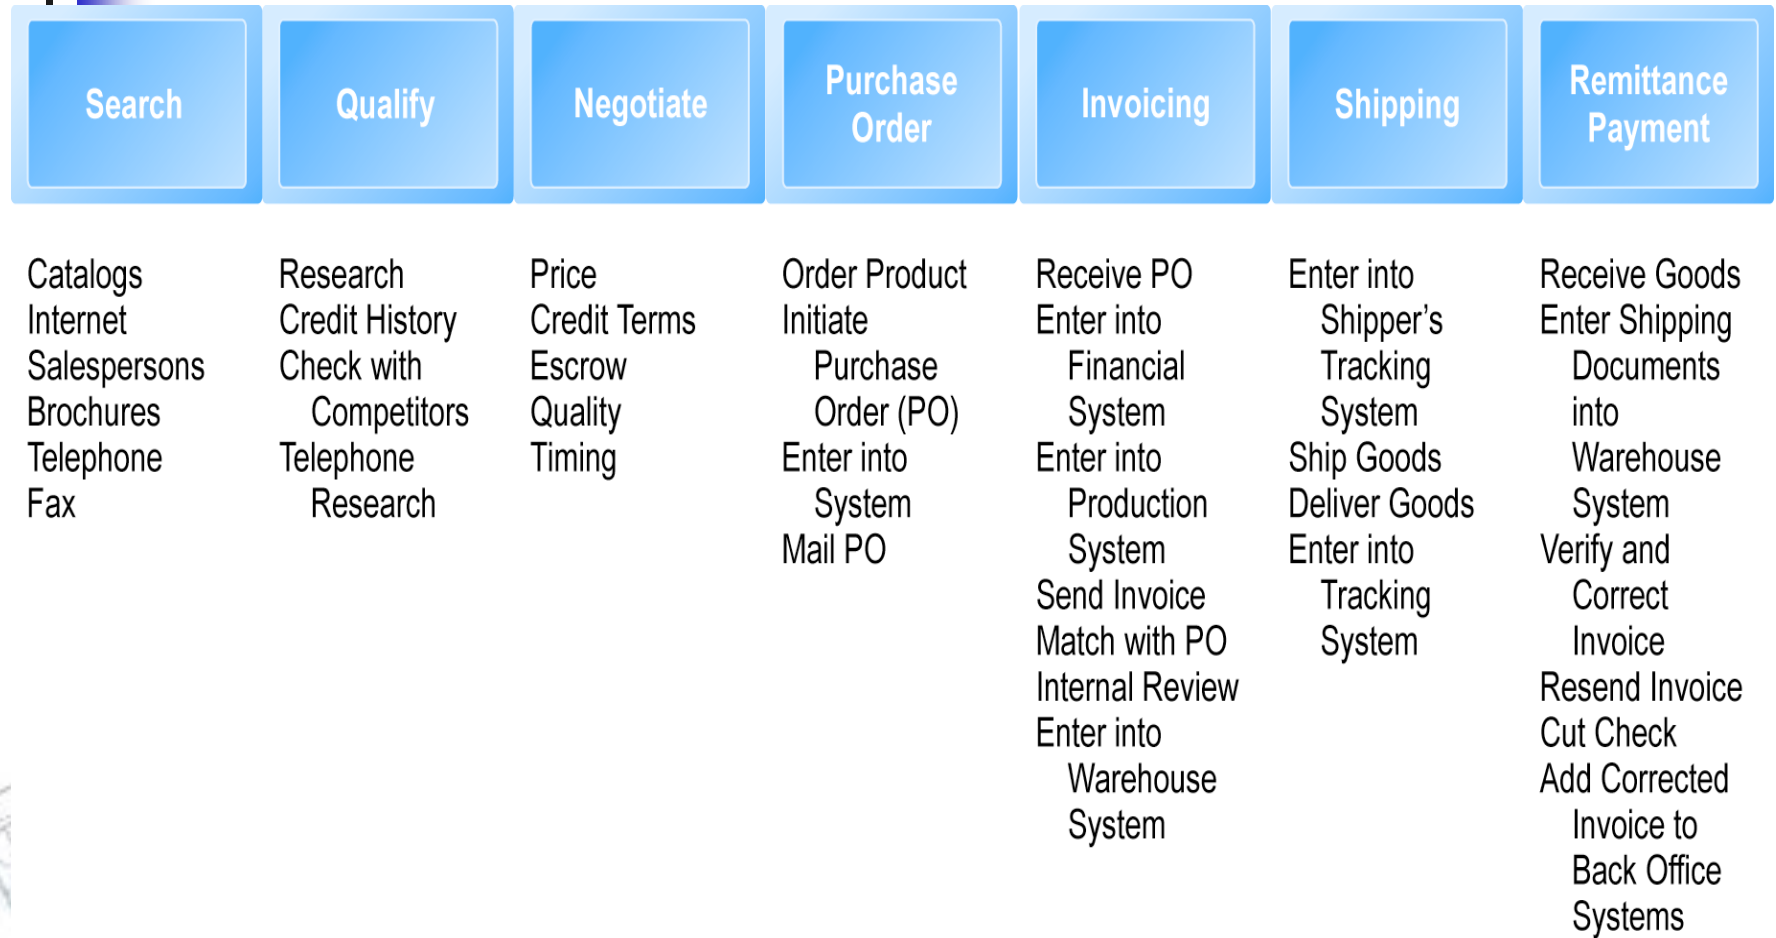 Search
Qualify
Negotiate
Purchase
Order
Invoicing
Shipping
Remittance
Payment
Catalogs
Internet
Salespersons
Brochures
Telephone
Fax
Research
Credit History
Check with
Competitors
Telephone
Research
Price
Credit Terms
Escrow
Quality
Timing
Order Product
Initiate
Purchase
Order (PO)
Enter into
System
Mail PO
Receive PO
Enter into
Financial
System
Enter into
Production
System
Send Invoice
Match with PO
Internal Review
Enter into
Warehouse
System
Enter into
Shipper’s
Tracking
System
Ship Goods
Deliver Goods
Enter into
Tracking
System
Receive Goods
Enter Shipping
Documents
into
Warehouse
System
Verify and
Correct
Invoice
Resend Invoice
Cut Check
Add Corrected
Invoice to
Back Office
Systems